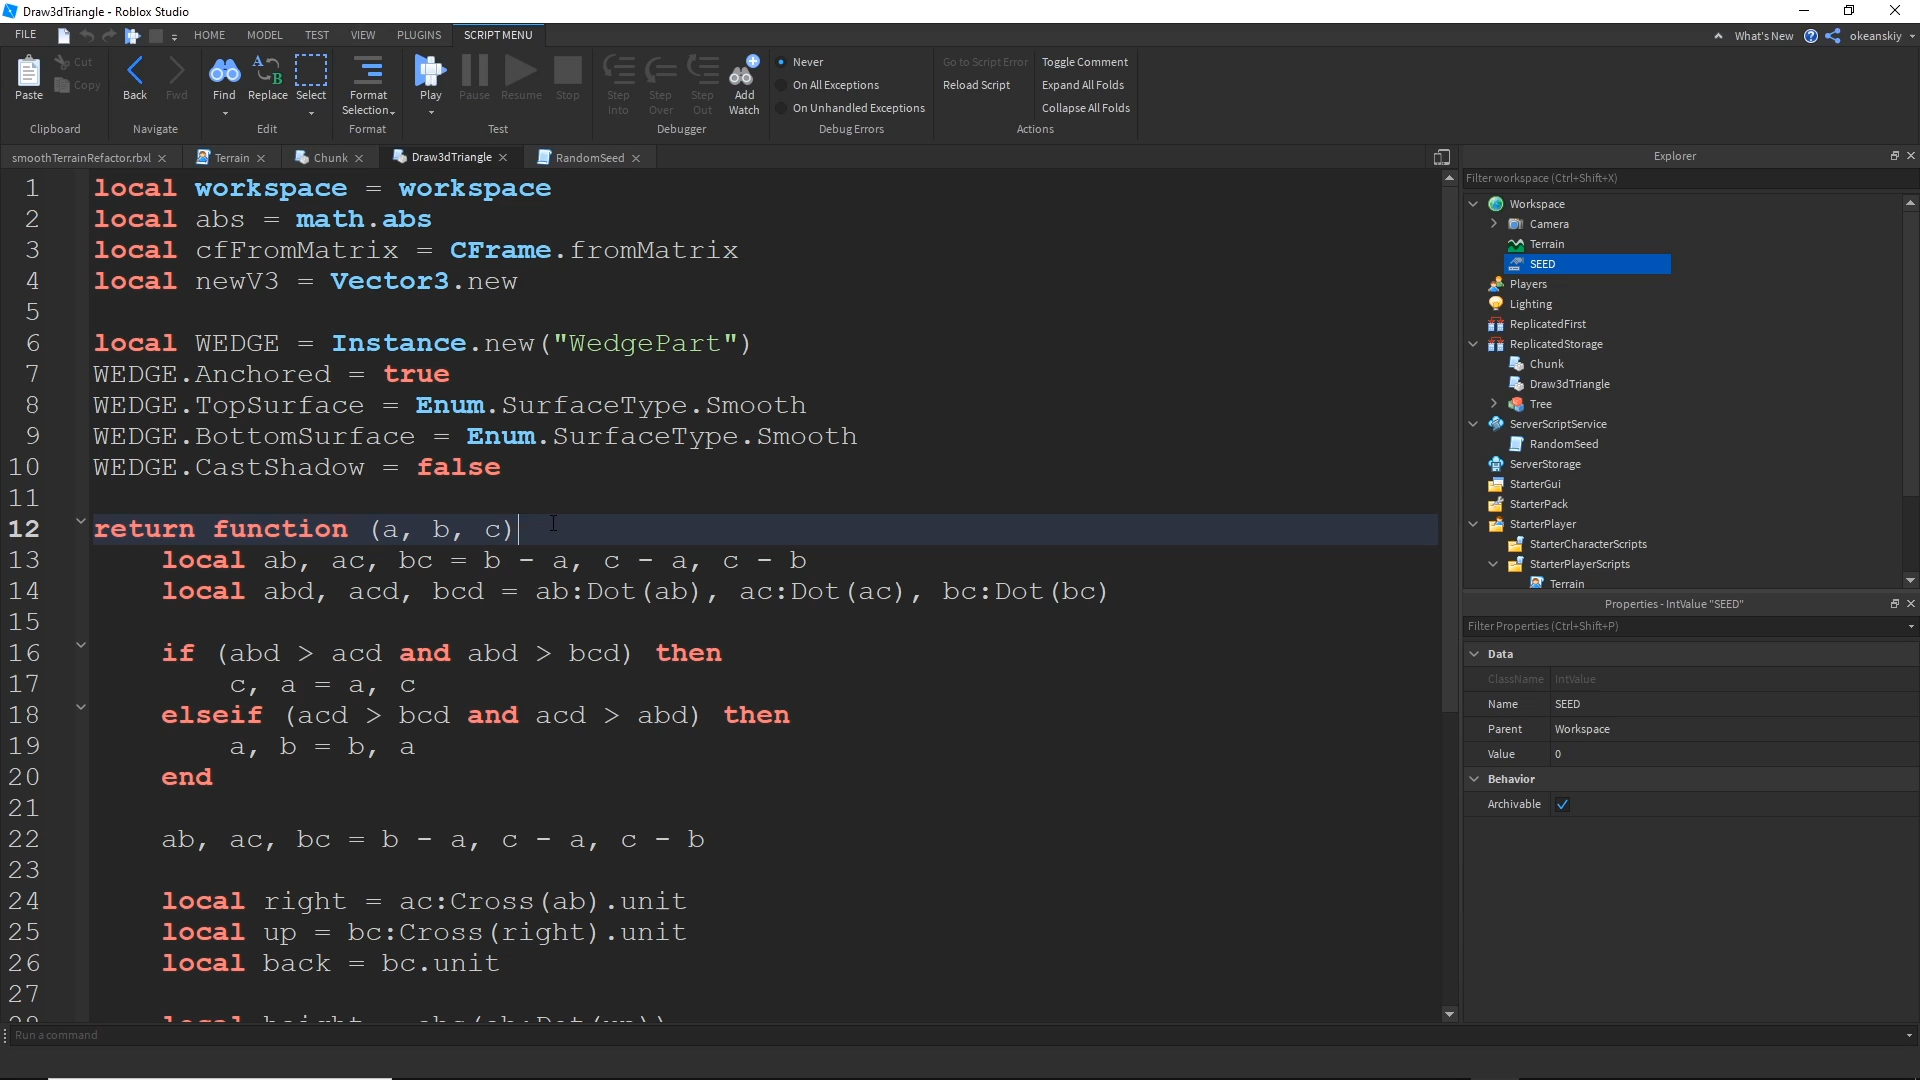 Draw3dTriangle - Roblox Studio
FILE HOME MODEL TEST VIEW PLUGINS SCRIPT MENU What's New okeanskiy
Paste Cut Copy Clipboard
Back Fwd Navigate
Find Replace Select Edit
Format Selection Format
Play Pause Resume Stop Test
Step Into Step Over Step Out Add Watch Debugger
Never
On All Exceptions
On Unhandled Exceptions
Debug Errors
Go to Script Error
Reload Script
Toggle Comment
Expand All Folds
Collapse All Folds
Actions
smoothTerrainRefactor.rbxl Terrain Chunk Draw3dTriangle RandomSeed
1 local workspace = workspace
2 local abs = math.abs
3 local cfFromMatrix = CFrame.fromMatrix
4 local newV3 = Vector3.new
5
6 local WEDGE = Instance.new("WedgePart")
7 WEDGE.Anchored = true
8 WEDGE.TopSurface = Enum.SurfaceType.Smooth
9 WEDGE.BottomSurface = Enum.SurfaceType.Smooth
10 WEDGE.CastShadow = false
11
12 return function (a, b, c)
13 local ab, ac, bc = b - a, c - a, c - b
14 local abd, acd, bcd = ab:Dot(ab), ac:Dot(ac), bc:Dot(bc)
15
16 if (abd > acd and abd > bcd) then
17 c, a = a, c
18 elseif (acd > bcd and acd > abd) then
19 a, b = b, a
20 end
21
22 ab, ac, bc = b - a, c - a, c - b
23
24 local right = ac:Cross(ab).unit
25 local up = bc:Cross(right).unit
26 local back = bc.unit
27
Run a command
Explorer
Filter workspace (Ctrl+Shift+X)
Workspace
Camera
Terrain
SEED
Players
Lighting
ReplicatedFirst
ReplicatedStorage
Chunk
Draw3dTriangle
Tree
ServerScriptService
RandomSeed
ServerStorage
StarterGui
StarterPack
StarterPlayer
StarterCharacterScripts
StarterPlayerScripts
Terrain
Properties - IntValue "SEED"
Filter Properties (Ctrl+Shift+P)
Data
ClassName IntValue
Name SEED
Parent Workspace
Value 0
Behavior
Archivable